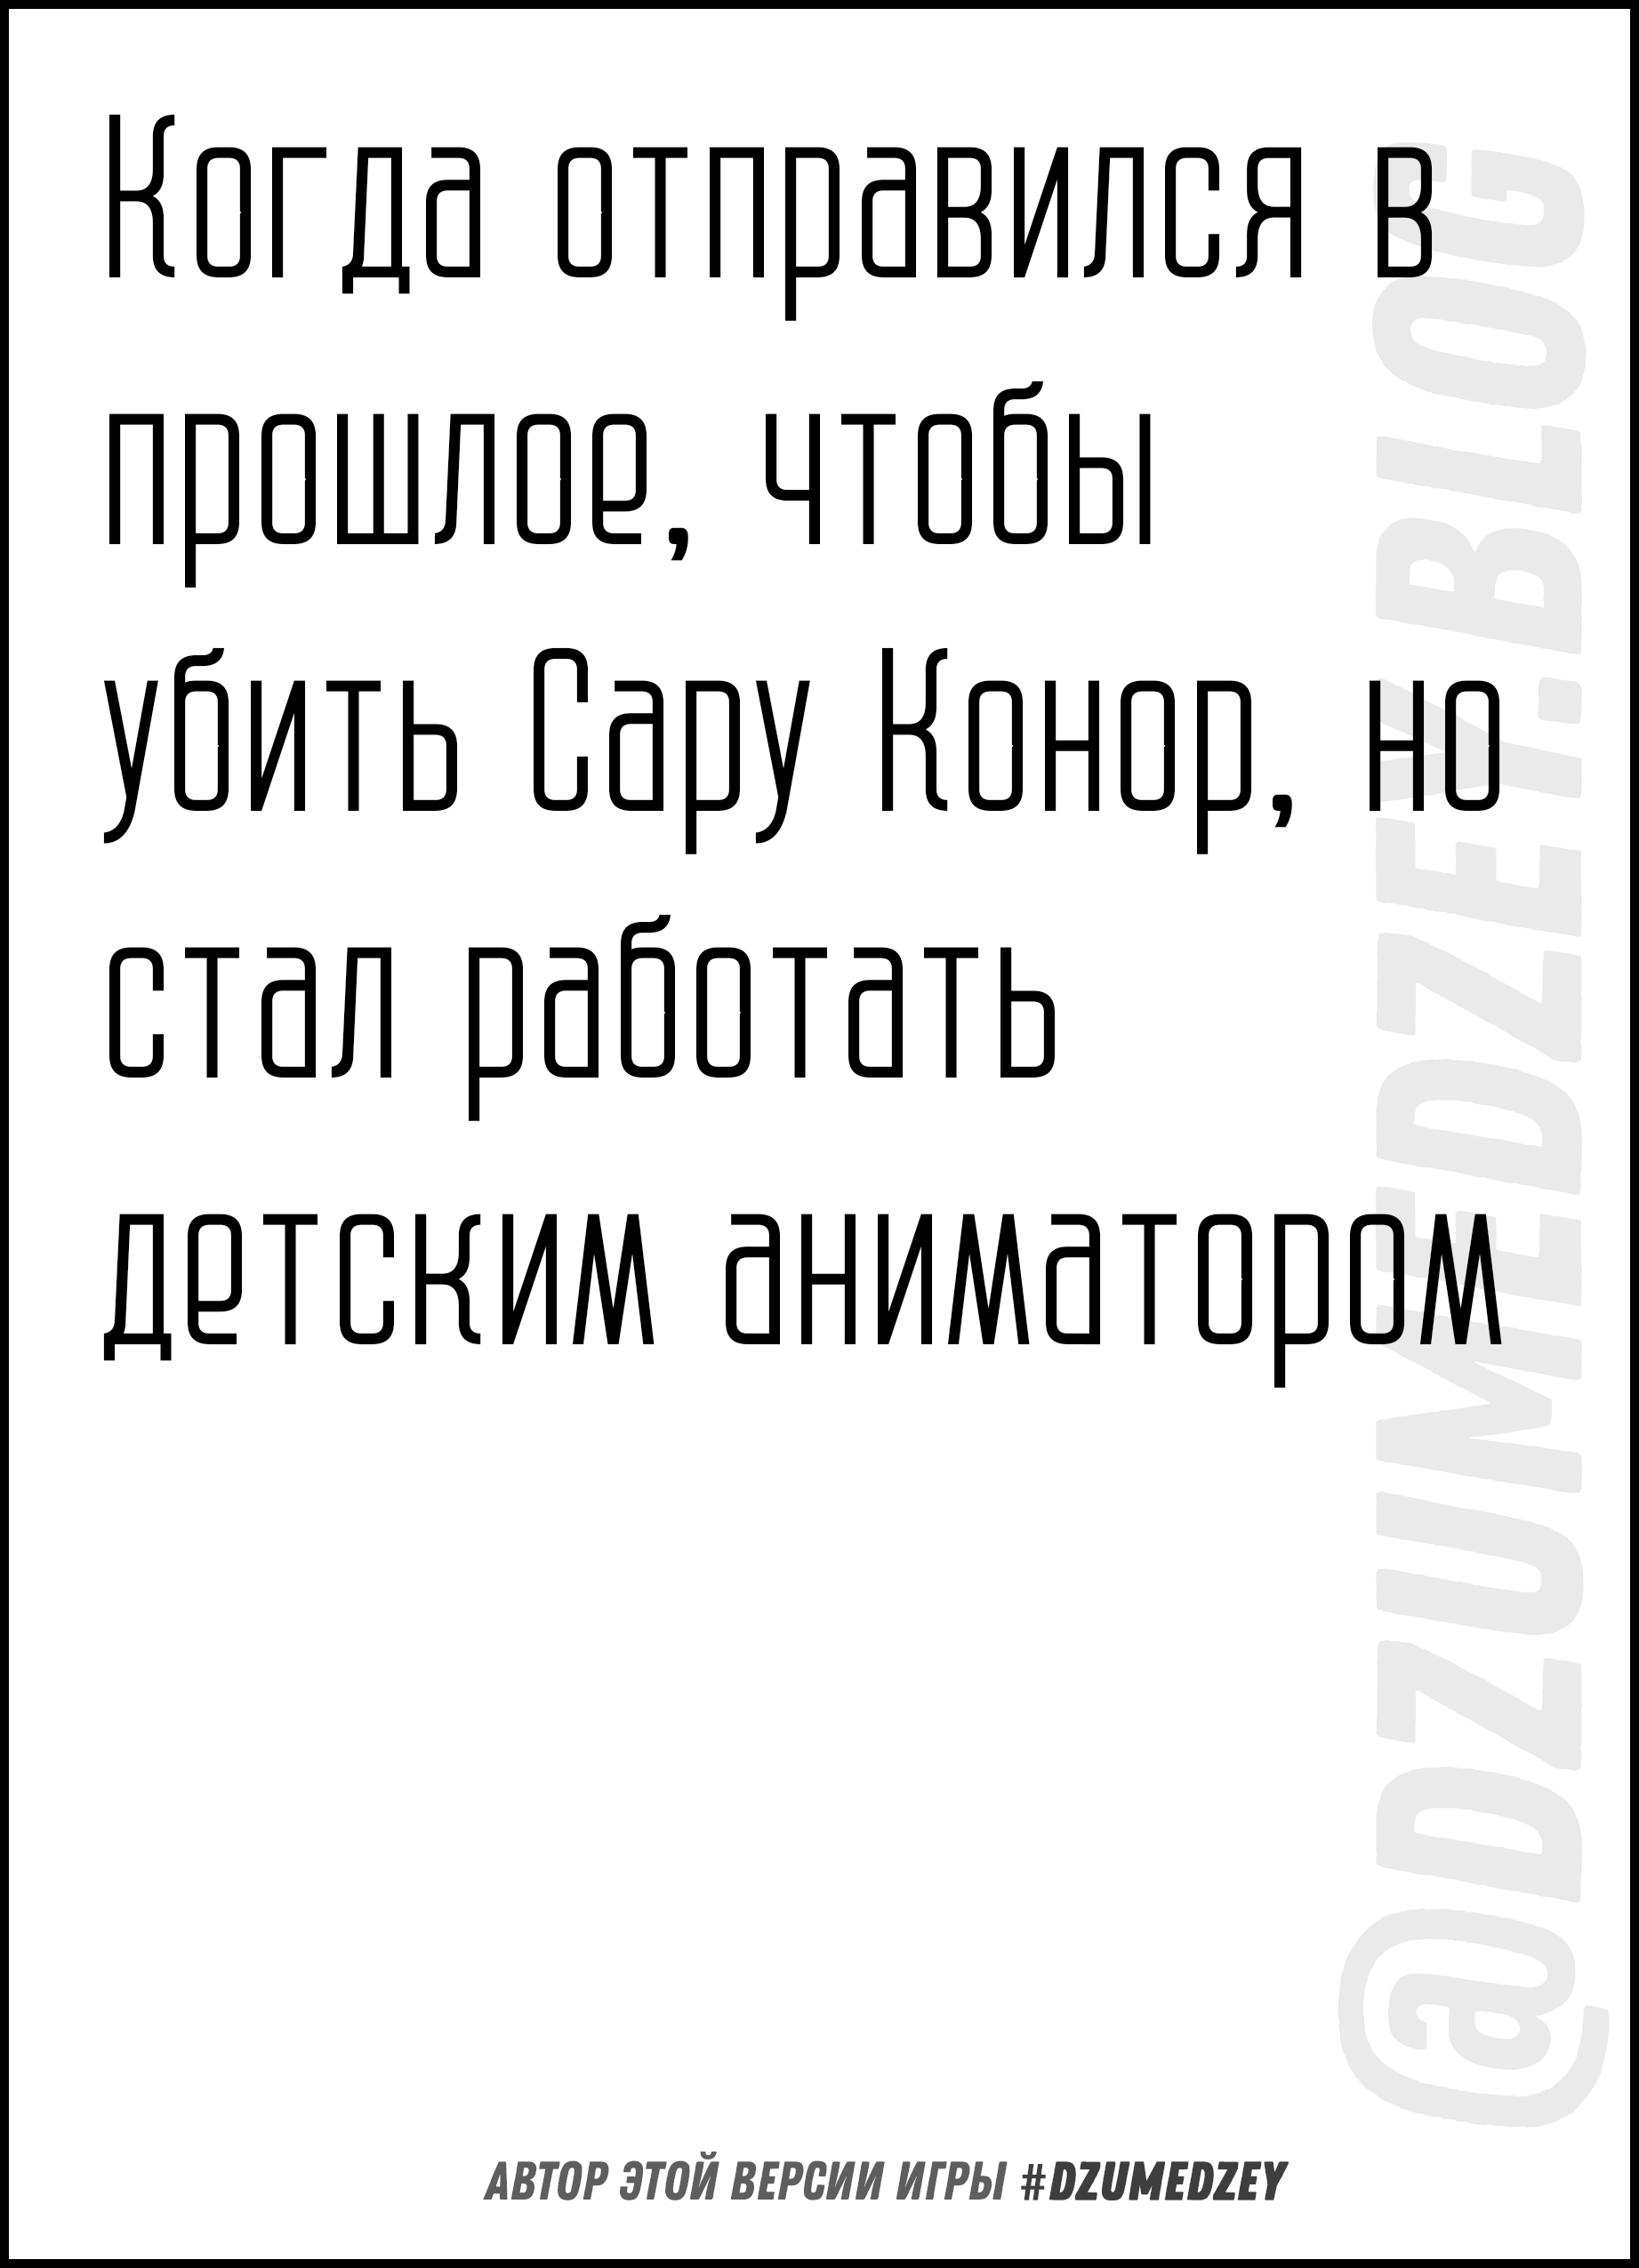 Когда отправился в
прошлое, чтобы
убить Сару Конор, но
стал работать
детским аниматором
@DZUMEDZEY.BLOG
АВТОР ЭТОЙ ВЕРСИИ ИГРЫ #DZUMEDZEY